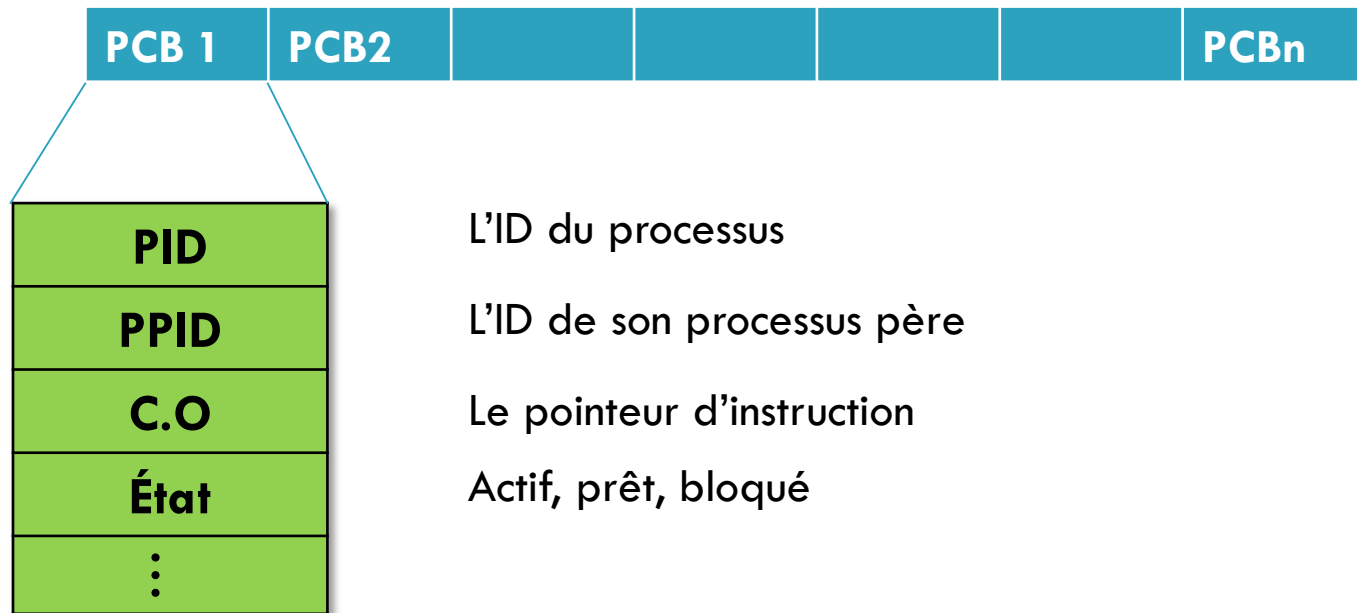 PCB 1 PCB2 PCBn
PID L’ID du processus
PPID L’ID de son processus père
C.O Le pointeur d’instruction
État Actif, prêt, bloqué
⋮